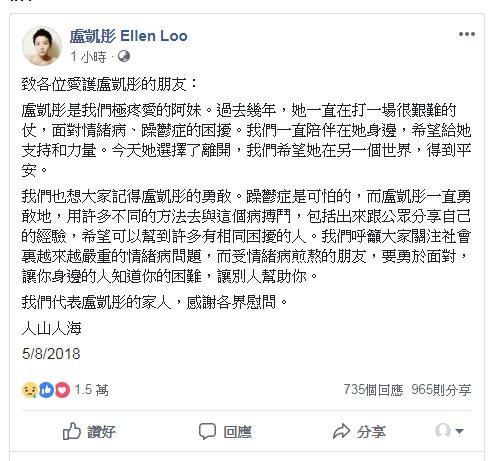 盧凱彤 Ellen Loo
1 小時 ·
致各位愛護盧凱彤的朋友：
盧凱彤是我們極疼愛的阿妹。過去幾年，她一直在打一場很艱難的
仗，面對情緒病、躁鬱症的困擾。我們一直陪伴在她身邊，希望給她
支持和力量。今天她選擇了離開，我們希望她在另一個世界，得到平
安。
我們也想大家記得盧凱彤的勇敢。躁鬱症是可怕的，而盧凱彤一直勇
敢地，用許多不同的方法去與這個病搏鬥，包括出來跟公眾分享自己
的經驗，希望可以幫到許多有相同困擾的人。我們呼籲大家關注社會
裏越來越嚴重的情緒病問題，而受情緒病煎熬的朋友，要勇於面對，
讓你身邊的人知道你的困難，讓別人幫助你。
我們代表盧凱彤的家人，感謝各界慰問。
人山人海
5/8/2018
1.5 萬
735個回應 965則分享
讚好 回應 分享